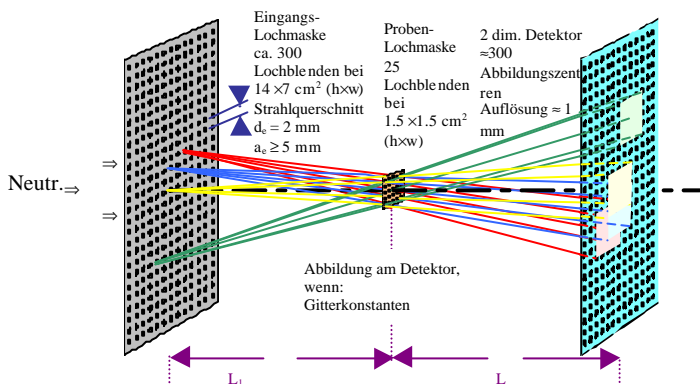 Eingangs-
Lochmaske
ca. 300
Lochblenden bei
14 ×7 cm² (h×w)
Strahlquerschnitt
dₑ = 2 mm
aₑ ≥ 5 mm
Proben-
Lochmaske
25
Lochblenden
bei
1.5 ×1.5 cm²
(h×w)
2 dim. Detektor
≈300
Abbildungszent
ren
Auflösung ≈ 1
mm
⇒
Neutr.⇒
⇒
Abbildung am Detektor,
wenn:
Gitterkonstanten
L₁
L